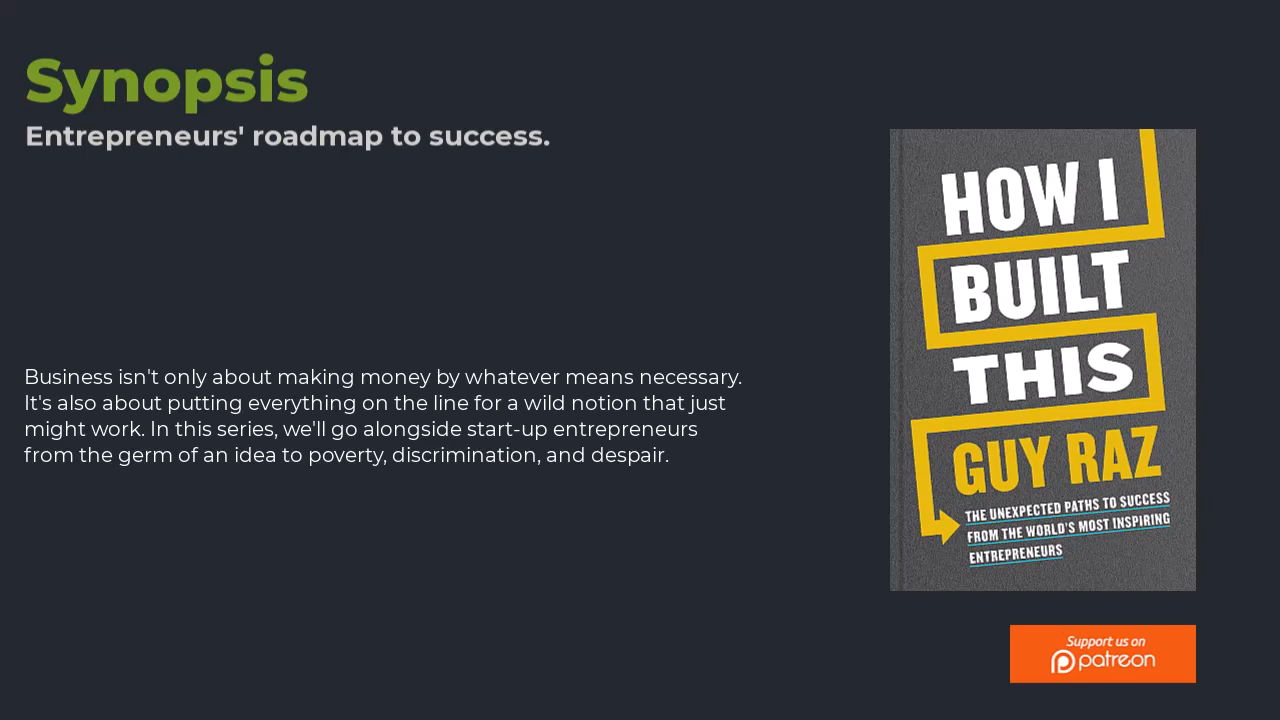 Synopsis
Entrepreneurs' roadmap to success.
Business isn't only about making money by whatever means necessary.
It's also about putting everything on the line for a wild notion that just
might work. In this series, we'll go alongside start-up entrepreneurs
from the germ of an idea to poverty, discrimination, and despair.
HOW I
BUILT
THIS
GUY RAZ
THE UNEXPECTED PATHS TO SUCCESS
FROM THE WORLD'S MOST INSPIRING
ENTREPRENEURS
Support us on
patreon